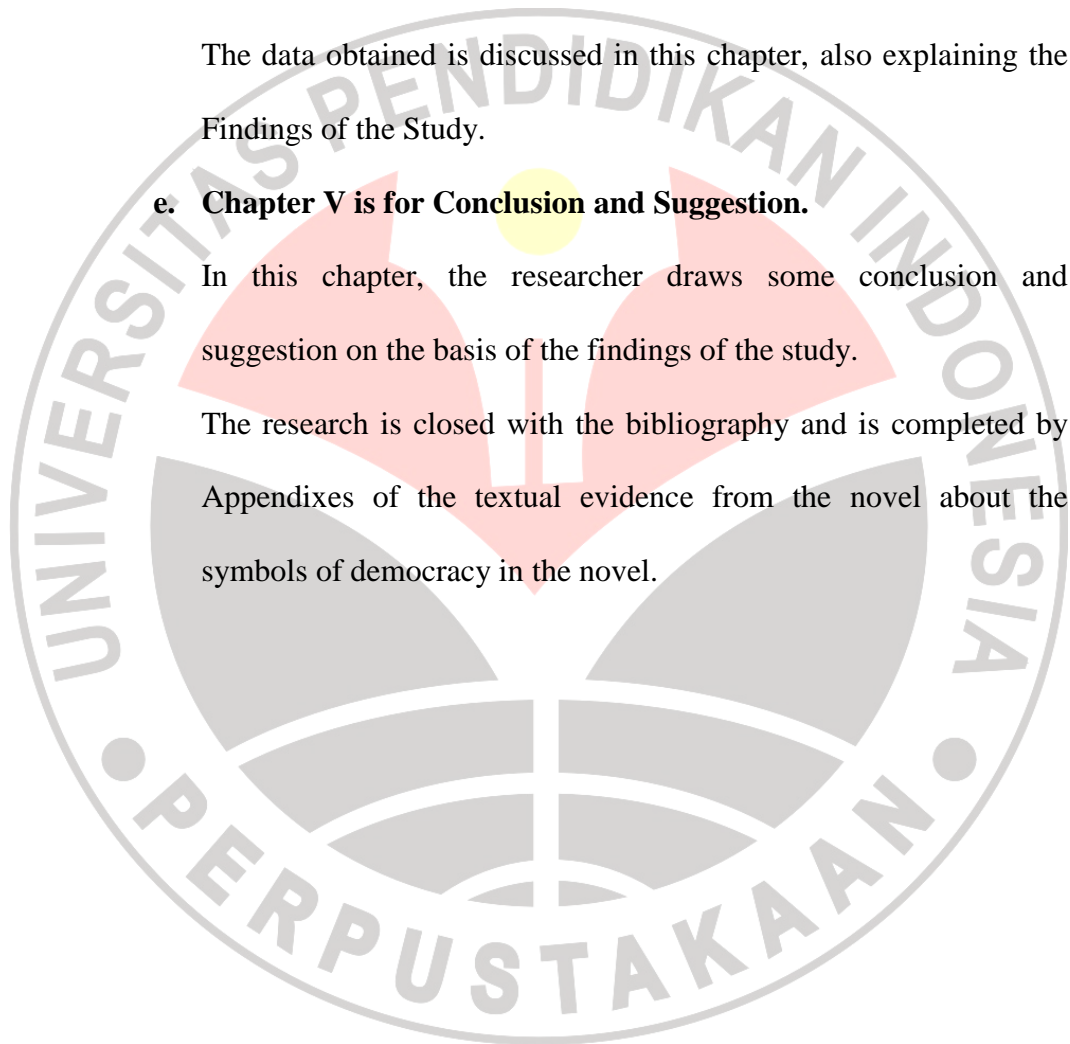 The data obtained is discussed in this chapter, also explaining the
Findings of the Study.
e. Chapter V is for Conclusion and Suggestion.
In this chapter, the researcher draws some conclusion and
suggestion on the basis of the findings of the study.
The research is closed with the bibliography and is completed by
Appendixes of the textual evidence from the novel about the
symbols of democracy in the novel.
UNIVERSITAS PENDIDIKAN INDONESIA
PERPUSTAKAAN